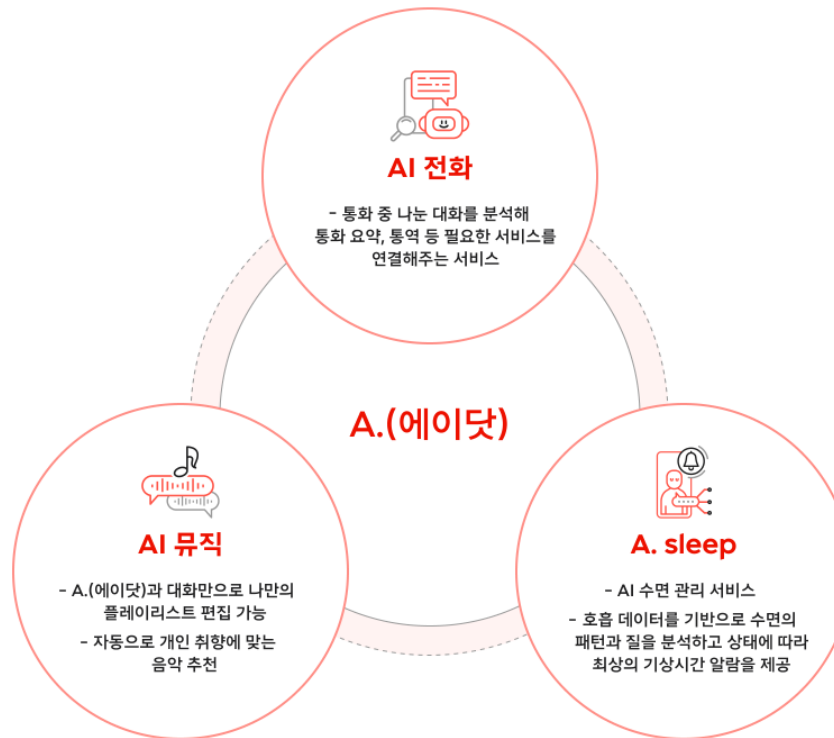 AI 전화
- 통화 중 나눈 대화를 분석해
통화 요약, 통역 등 필요한 서비스를
연결해주는 서비스
A.(에이닷)
AI 뮤직
- A.(에이닷)과 대화만으로 나만의
플레이리스트 편집 가능
- 자동으로 개인 취향에 맞는
음악 추천
A. sleep
- AI 수면 관리 서비스
- 호흡 데이터를 기반으로 수면의
패턴과 질을 분석하고 상태에 따라
최상의 기상시간 알람을 제공